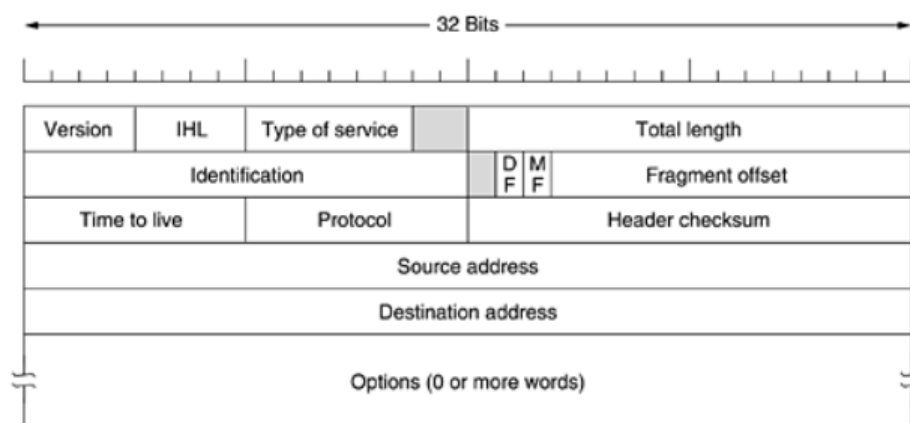 32 Bits
Version IHL Type of service Total length
Identification D F M F Fragment offset
Time to live Protocol Header checksum
Source address
Destination address
Options (0 or more words)